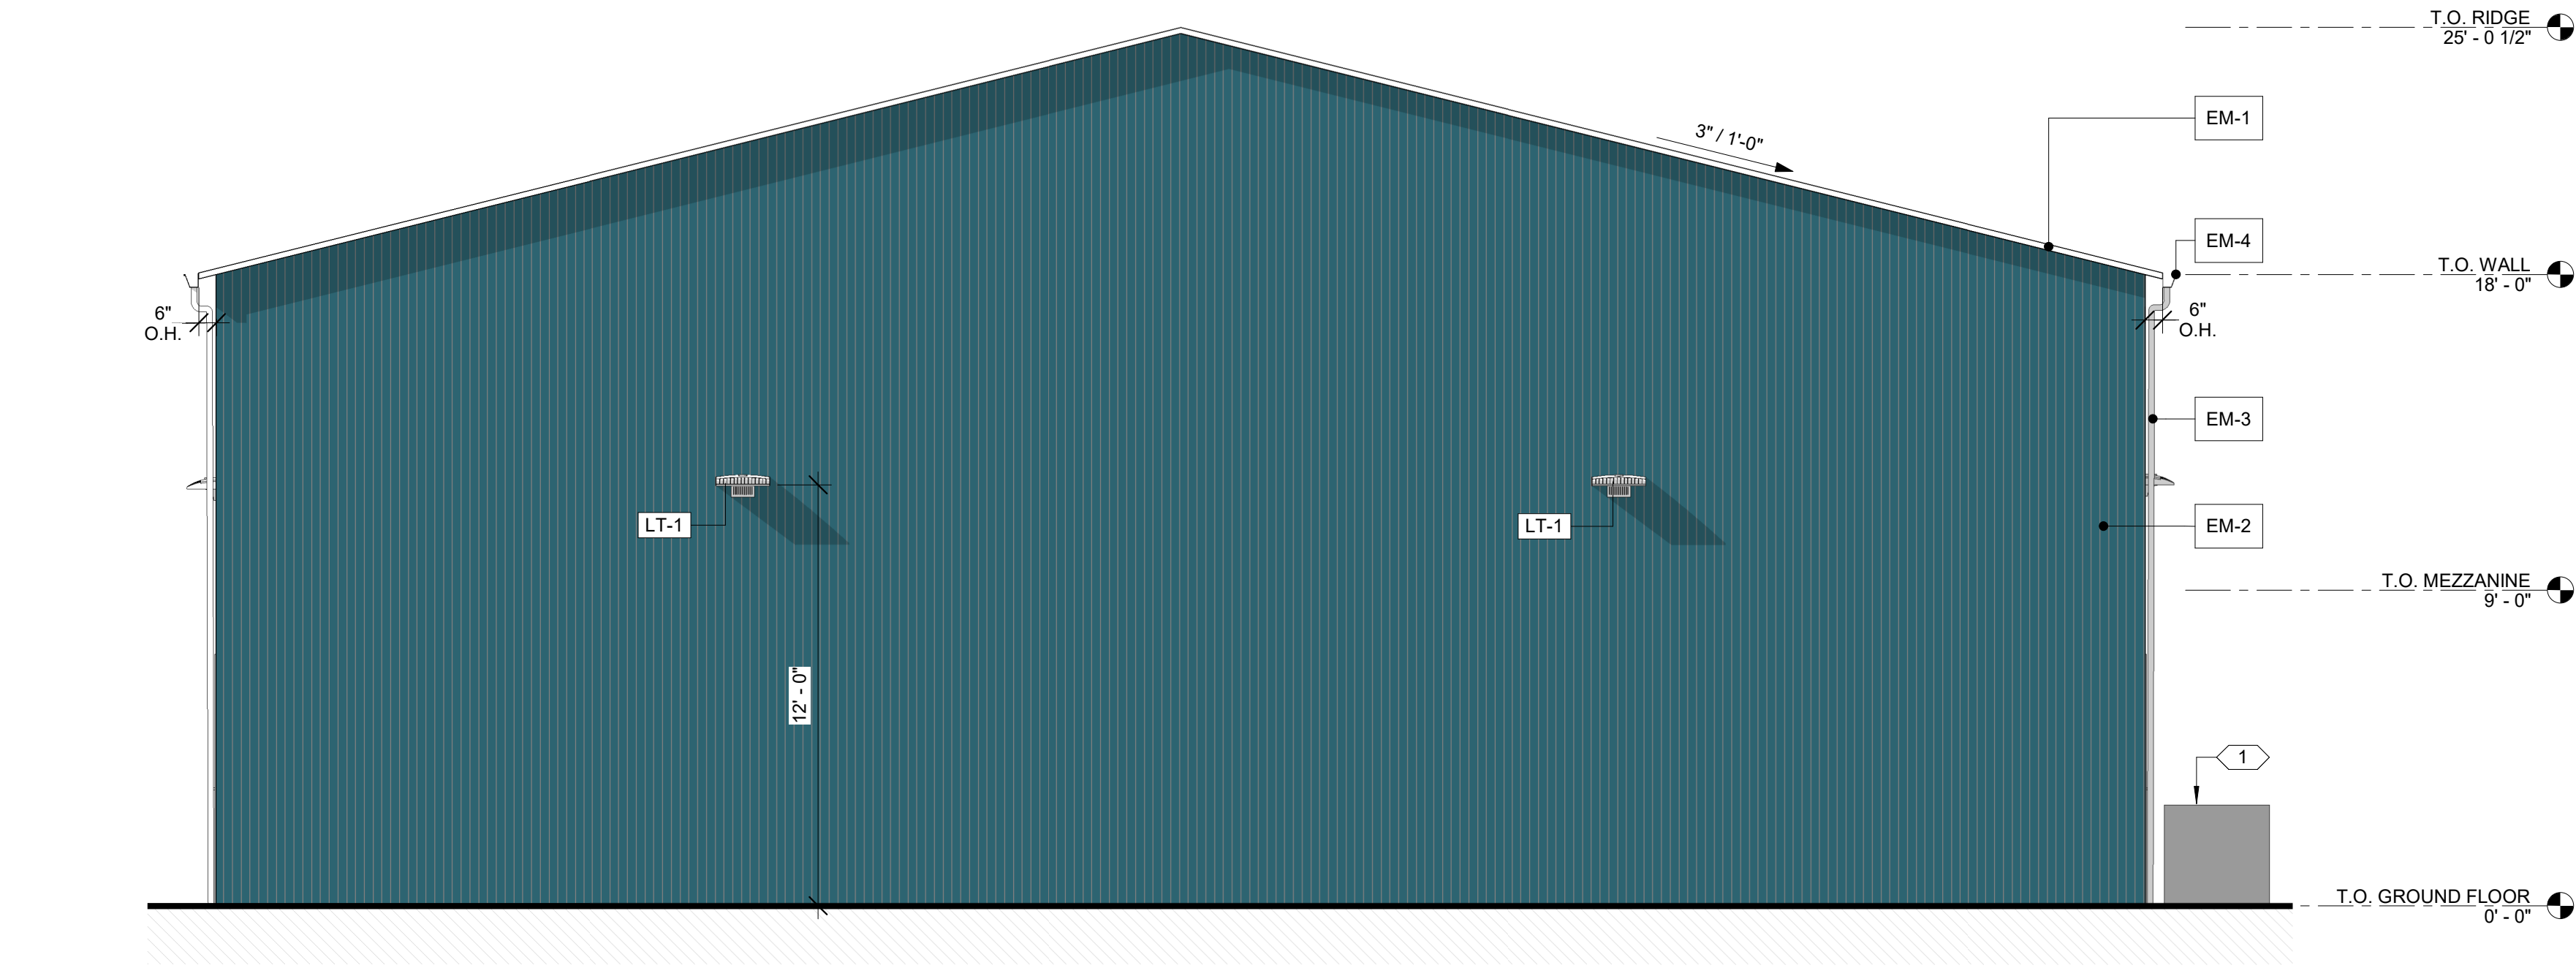 T.O. RIDGE
25' - 0 1/2"
EM-1
3" / 1'-0"
EM-4
T.O. WALL
18' - 0"
6"
O.H.
6"
O.H.
EM-3
LT-1
LT-1
EM-2
T.O. MEZZANINE
9' - 0"
12' - 0"
1
T.O. GROUND FLOOR
0' - 0"